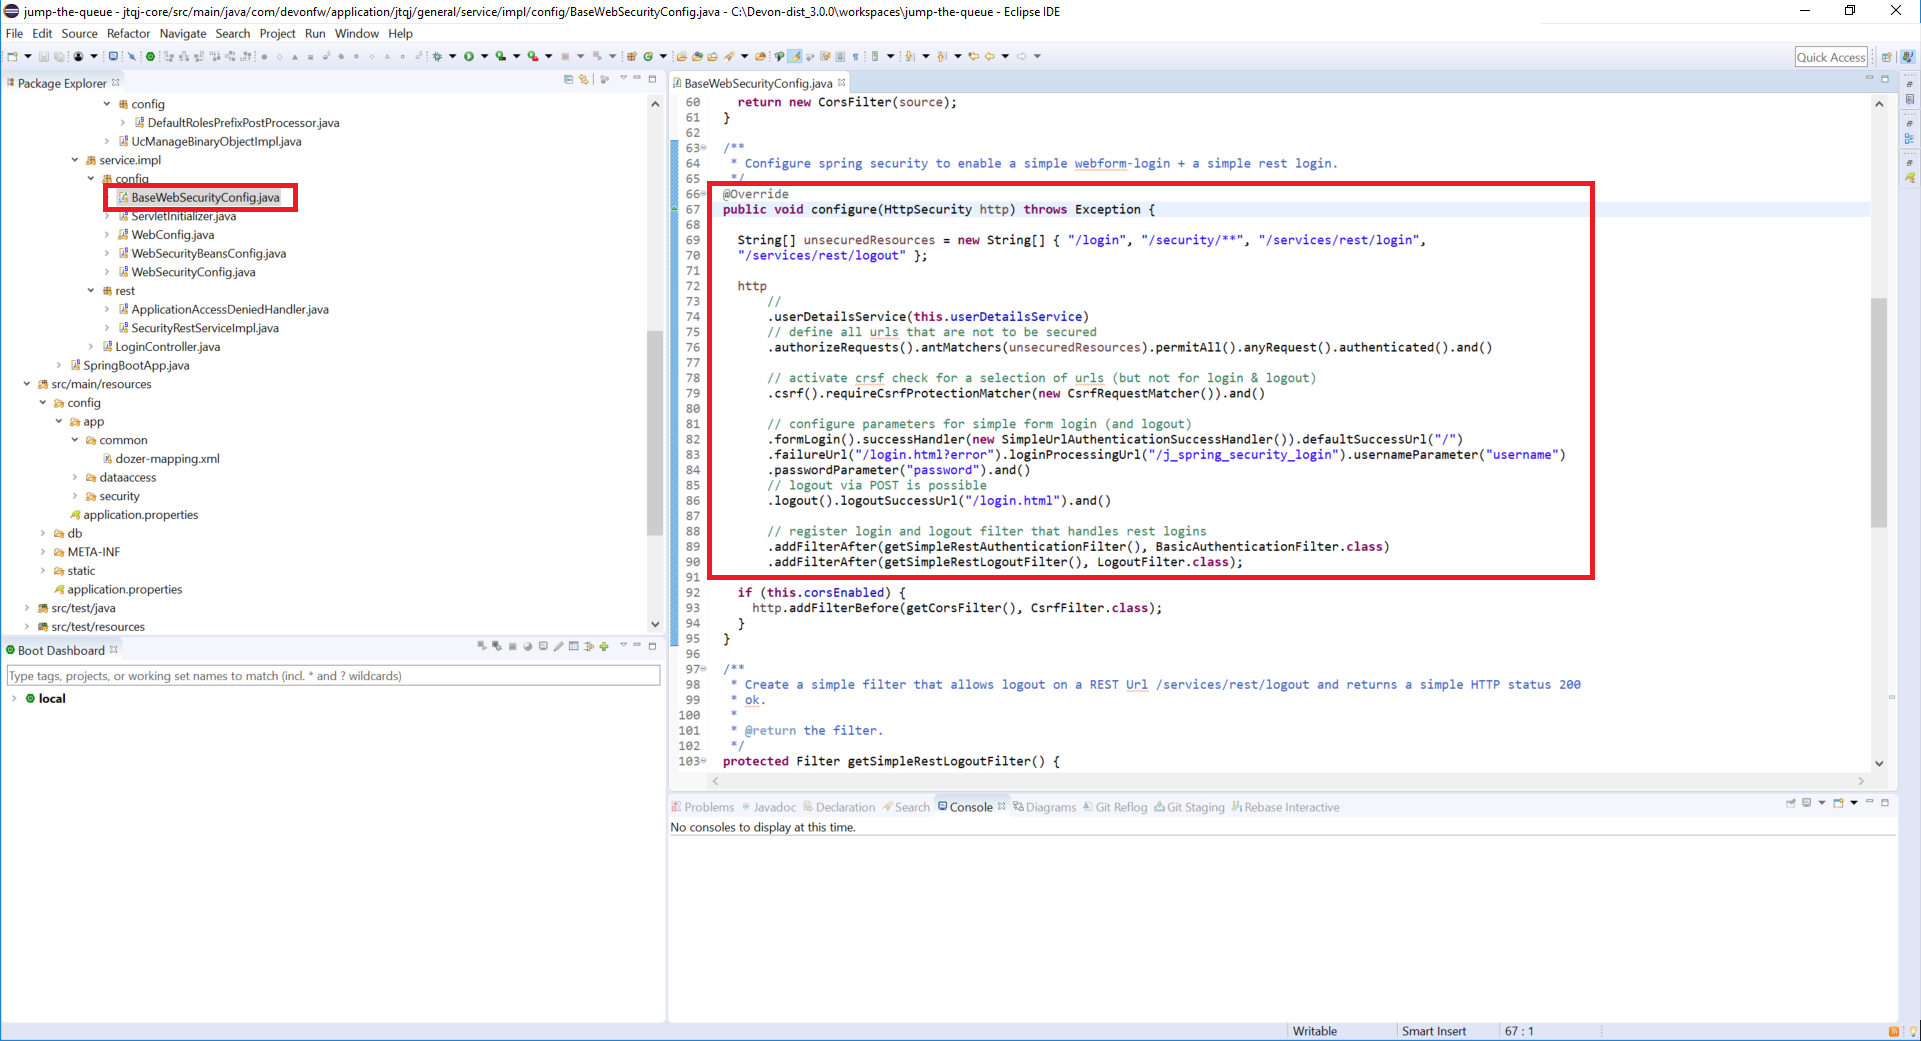 jump-the-queue - jtqj-core/src/main/java/com/devonfw/application/jtqj/general/service/impl/config/BaseWebSecurityConfig.java - C:\Devon-dist_3.0.0\workspaces\jump-the-queue - Eclipse IDE
File Edit Source Refactor Navigate Search Project Run Window Help
Quick Access
Package Explorer
config
DefaultRolesPrefixPostProcessor.java
UcManageBinaryObjectImpl.java
service.impl
config
BaseWebSecurityConfig.java
ServletInitializer.java
WebConfig.java
WebSecurityBeansConfig.java
WebSecurityConfig.java
rest
ApplicationAccessDeniedHandler.java
SecurityRestServiceImpl.java
LoginController.java
SpringBootApp.java
src/main/resources
config
app
common
dozer-mapping.xml
dataaccess
security
application.properties
db
META-INF
static
application.properties
src/test/java
src/test/resources
Boot Dashboard
Type tags, projects, or working set names to match (incl. * and ? wildcards)
local
BaseWebSecurityConfig.java
60 return new CorsFilter(source);
61 }
62
63 /**
64 * Configure spring security to enable a simple webform-login + a simple rest login.
65 */
66 @Override
67 public void configure(HttpSecurity http) throws Exception {
68
69 String[] unsecuredResources = new String[] { "/login", "/security/**", "/services/rest/login",
70 "/services/rest/logout" };
71
72 http
73 //
74 .userDetailsService(this.userDetailsService)
75 // define all urls that are not to be secured
76 .authorizeRequests().antMatchers(unsecuredResources).permitAll().anyRequest().authenticated().and()
77
78 // activate crsf check for a selection of urls (but not for login & logout)
79 .csrf().requireCsrfProtectionMatcher(new CsrfRequestMatcher()).and()
80
81 // configure parameters for simple form login (and logout)
82 .formLogin().successHandler(new SimpleUrlAuthenticationSuccessHandler()).defaultSuccessUrl("/")
83 .failureUrl("/login.html?error").loginProcessingUrl("/j_spring_security_login").usernameParameter("username")
84 .passwordParameter("password").and()
85 // logout via POST is possible
86 .logout().logoutSuccessUrl("/login.html").and()
87
88 // register login and logout filter that handles rest logins
89 .addFilterAfter(getSimpleRestAuthenticationFilter(), BasicAuthenticationFilter.class)
90 .addFilterAfter(getSimpleRestLogoutFilter(), LogoutFilter.class);
91
92 if (this.corsEnabled) {
93 http.addFilterBefore(getCorsFilter(), CsrfFilter.class);
94 }
95 }
96
97 /**
98 * Create a simple filter that allows logout on a REST Url /services/rest/logout and returns a simple HTTP status 200
99 * ok.
100 *
101 * @return the filter.
102 */
103 protected Filter getSimpleRestLogoutFilter() {
Problems Javadoc Declaration Search Console Diagrams Git Reflog Git Staging Rebase Interactive
No consoles to display at this time.
Writable Smart Insert 67 : 1